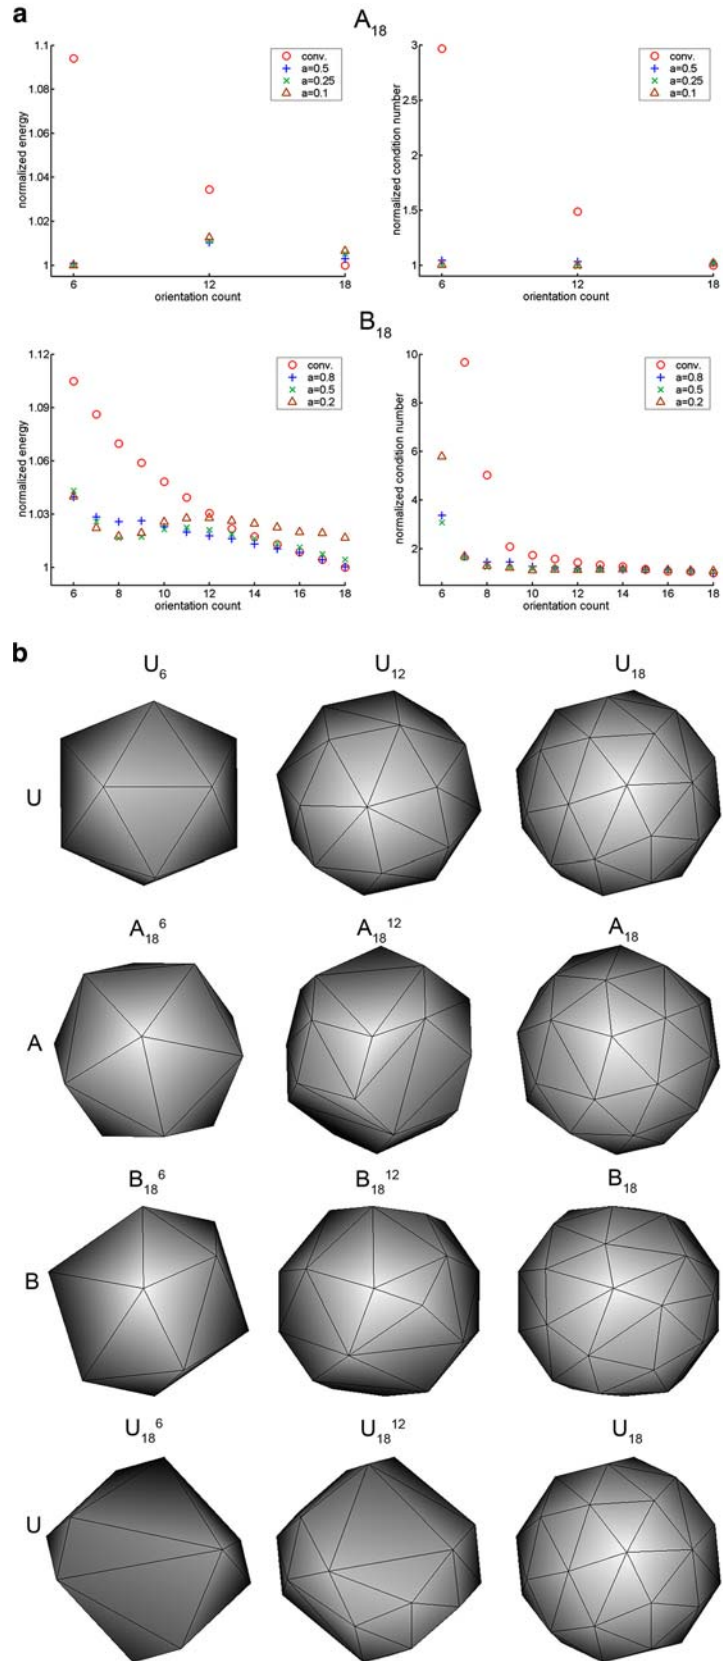 a
A18
1.1
1.08
1.06
1.04
1.02
1
6
12
18
normalized energy
orientation count
conv.
a=0.5
a=0.25
a=0.1
3
2.5
2
1.5
1
6
12
18
normalized condition number
orientation count
conv.
a=0.5
a=0.25
a=0.1
B18
1.12
1.09
1.06
1.03
1
6 8 10 12 14 16 18
normalized energy
orientation count
conv.
a=0.8
a=0.5
a=0.2
10
8
6
4
2
6 8 10 12 14 16 18
normalized condition number
orientation count
conv.
a=0.8
a=0.5
a=0.2
b
U6 U12 U18
U
A18^6 A18^12 A18
A
B18^6 B18^12 B18
B
U18^6 U18^12 U18
U